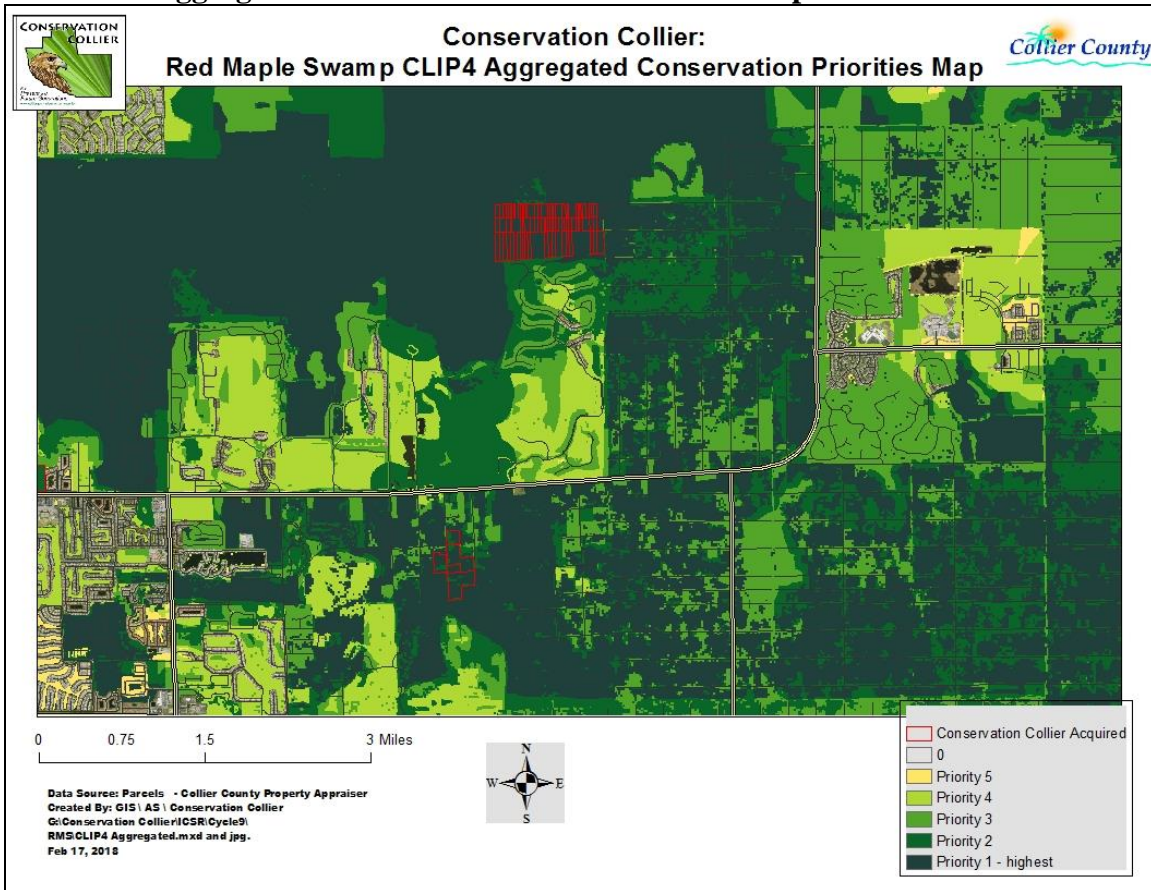 CONSERVATION
COLLIER
Conservation Collier:
Red Maple Swamp CLIP4 Aggregated Conservation Priorities Map
Collier County
0 0.75 1.5 3 Miles
N
W E
S
Data Source: Parcels - Collier County Property Appraiser
Created By: GIS \ AS \ Conservation Collier
G:\Conservation Collier\ICSR\Cycle9\
RMS\CLIP4 Aggregated.mxd and jpg.
Feb 17, 2018
Conservation Collier Acquired
0
Priority 5
Priority 4
Priority 3
Priority 2
Priority 1 - highest